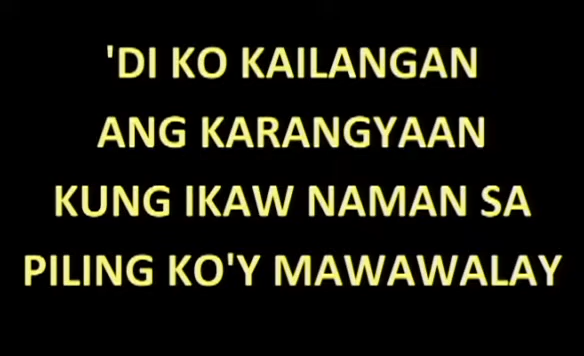 'DI KO KAILANGAN
ANG KARANGYAAN
KUNG IKAW NAMAN SA
PILING KO'Y MAWAWALAY